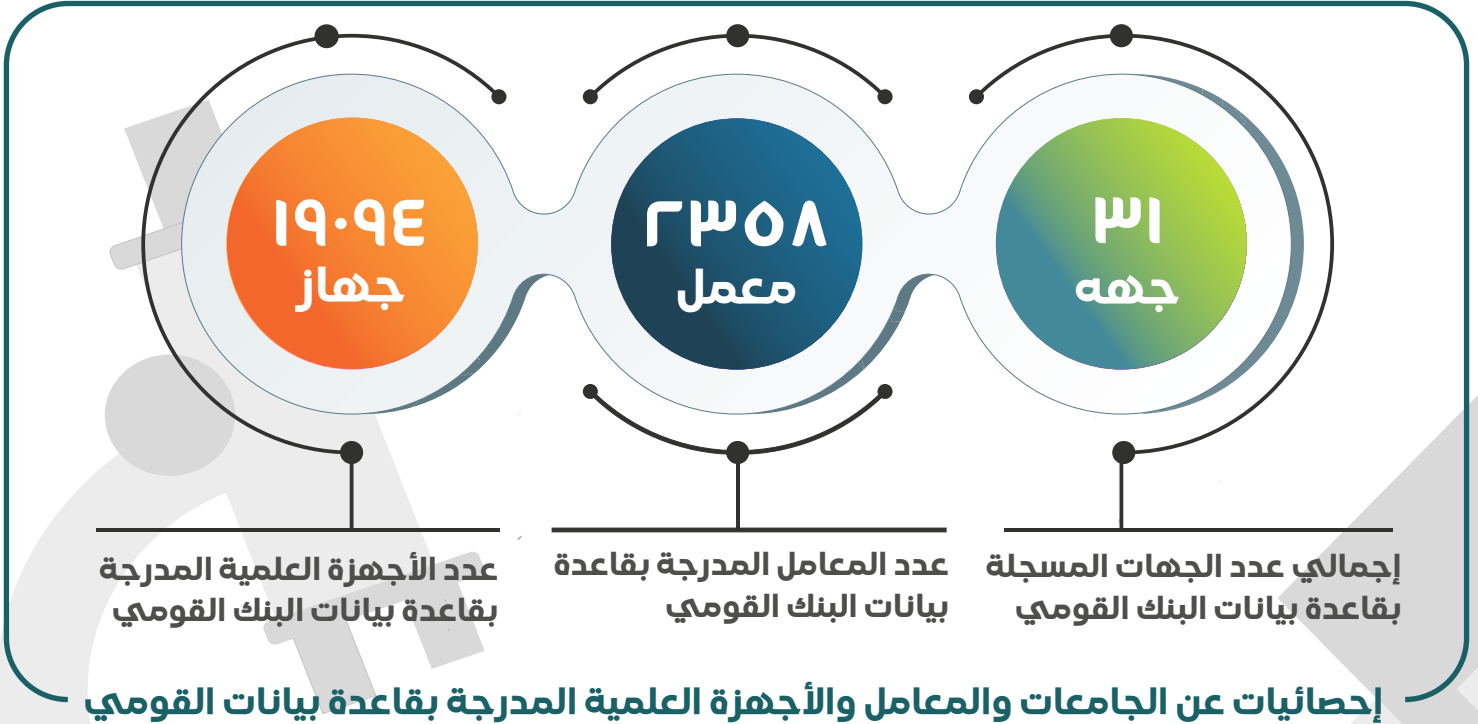 ٣١
جهه
٢٣٥٨
معمل
١٩٠٩٤
جهاز
إجمالي عدد الجهات المسجلة
بقاعدة بيانات البنك القومي
عدد المعامل المدرجة بقاعدة
بيانات البنك القومي
عدد الأجهزة العلمية المدرجة
بقاعدة بيانات البنك القومي
إحصائيات عن الجامعات والمعامل والأجهزة العلمية المدرجة بقاعدة بيانات القومي